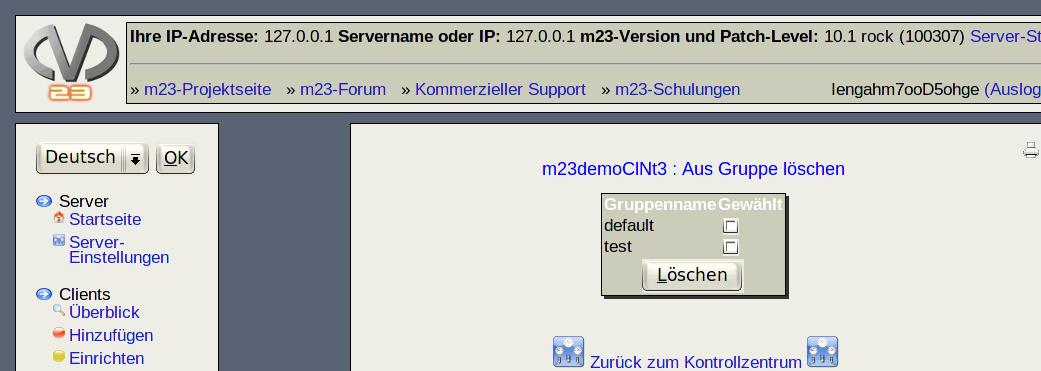 23
Ihre IP-Adresse: 127.0.0.1 Servername oder IP: 127.0.0.1 m23-Version und Patch-Level: 10.1 rock (100307) Server-St
» m23-Projektseite » m23-Forum » Kommerzieller Support » m23-Schulungen Iengahm7ooD5ohge (Auslog
Deutsch OK
Server
Startseite
Server-
Einstellungen
Clients
Überblick
Hinzufügen
Einrichten
m23demoClNt3 : Aus Gruppe löschen
Gruppenname Gewählt
default
test
Löschen
Zurück zum Kontrollzentrum